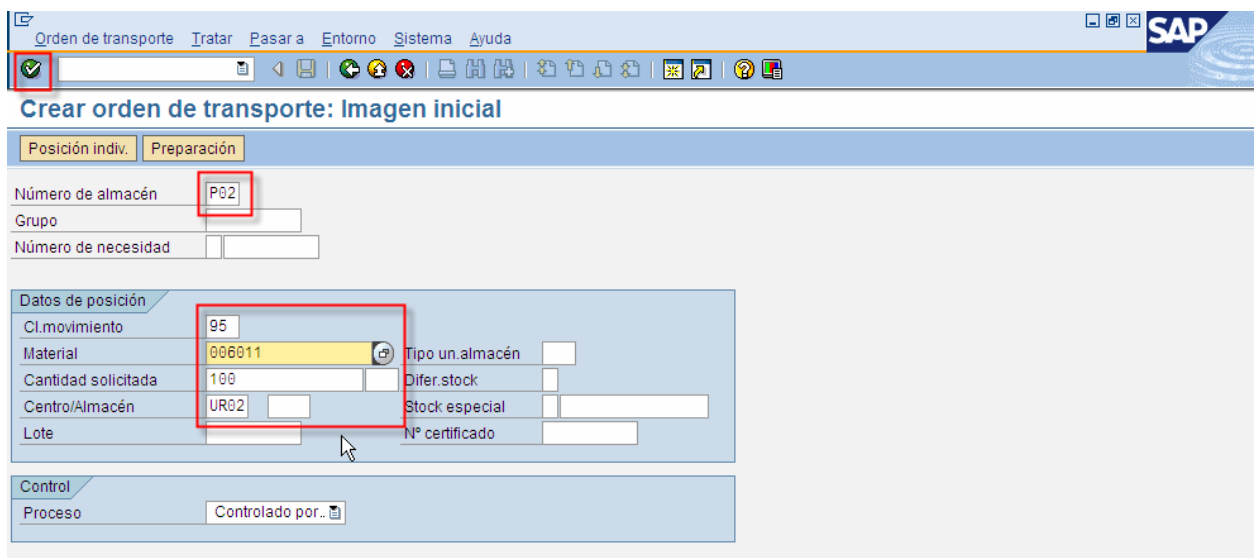 Orden de transporte Tratar Pasar a Entorno Sistema Ayuda
SAP
Crear orden de transporte: Imagen inicial
Posición indiv. Preparación
Número de almacén P02
Grupo
Número de necesidad
Datos de posición
Cl.movimiento 95
Material 006011 Tipo un.almacén
Cantidad solicitada 100 Difer.stock
Centro/Almacén UR02 Stock especial
Lote Nº certificado
Control
Proceso Controlado por..